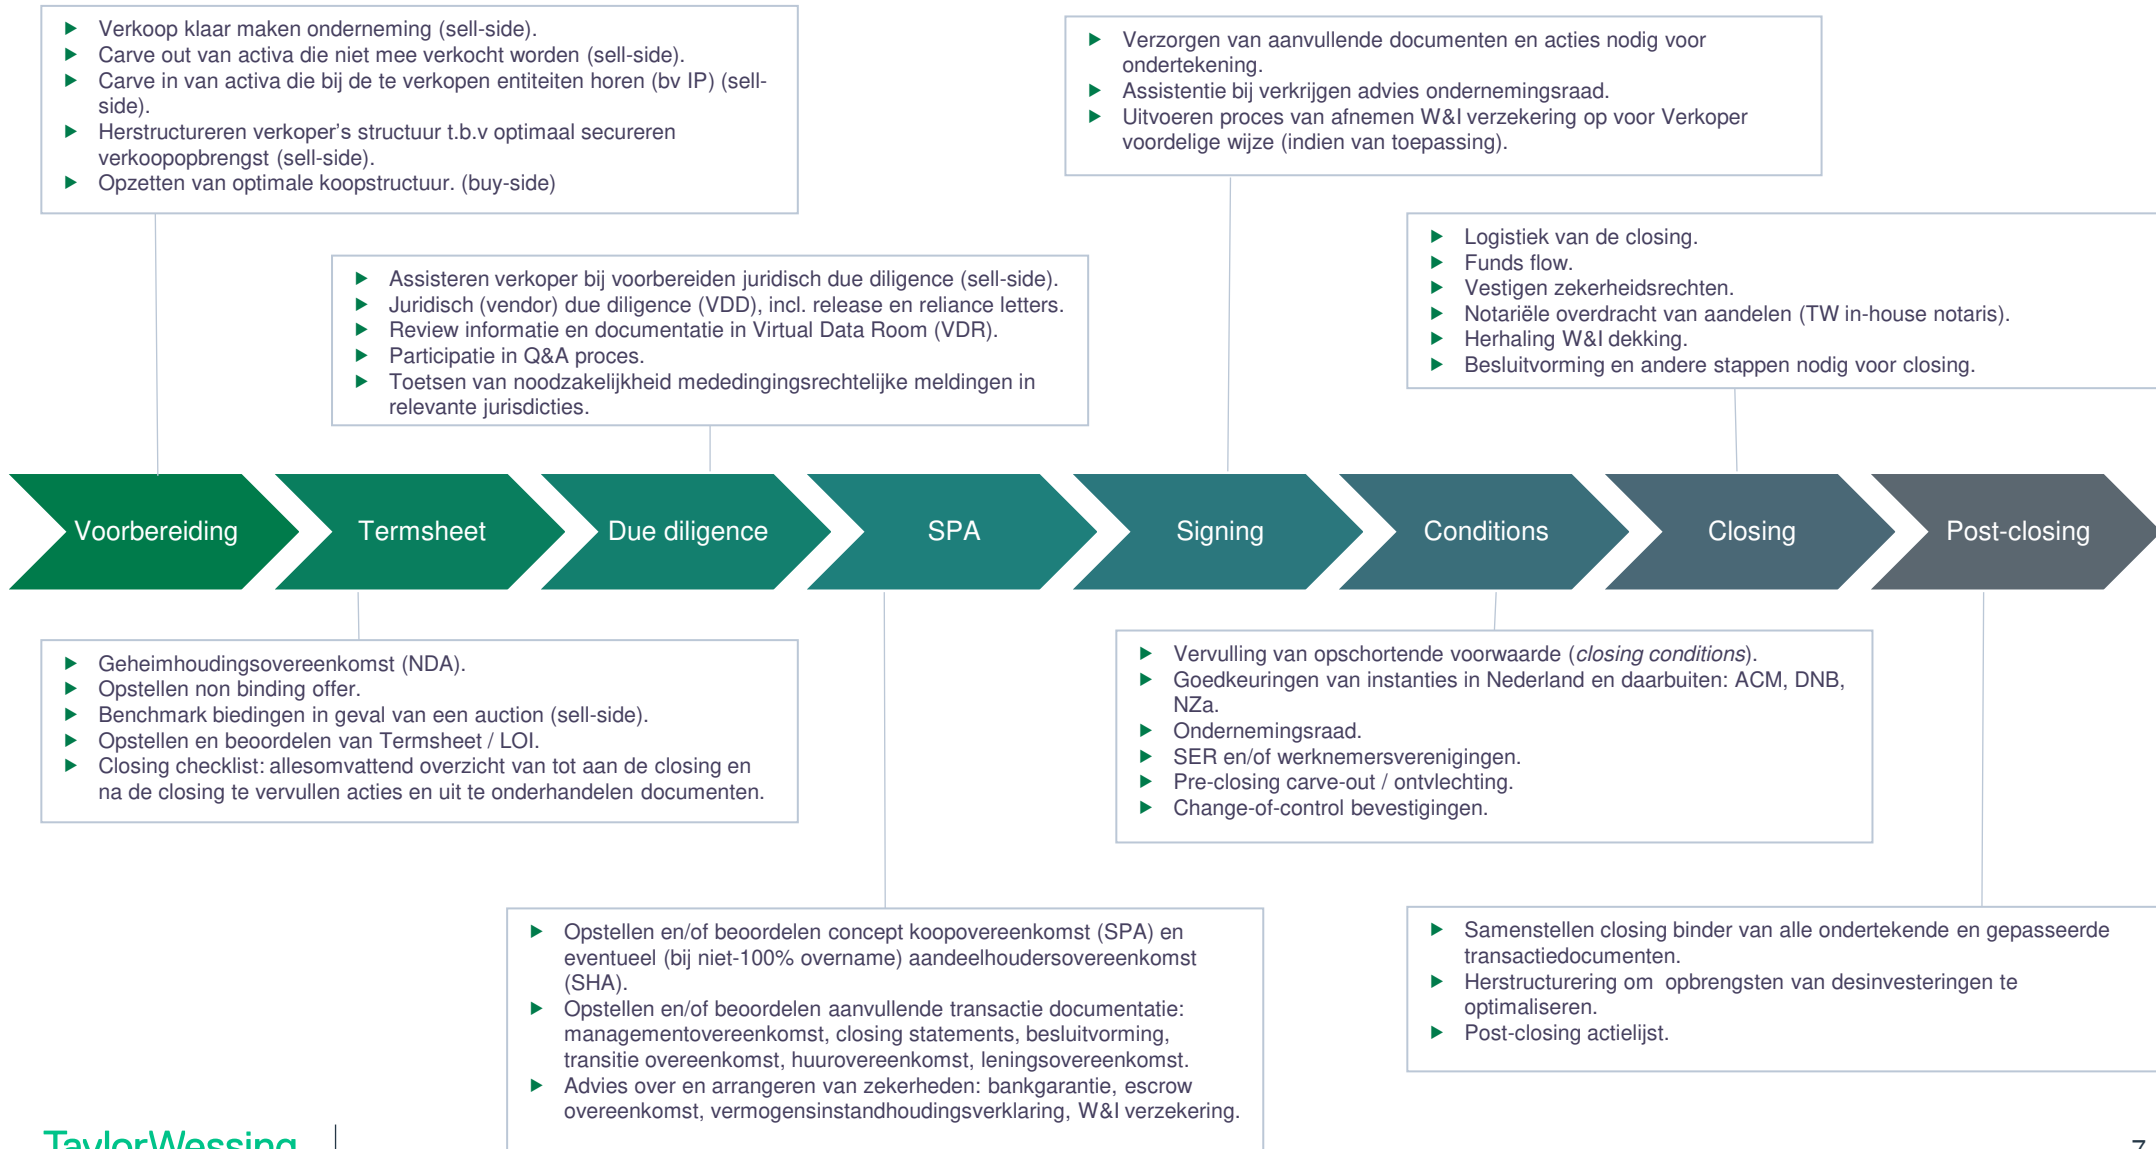 Verkoop klaar maken onderneming (sell-side).
Carve out van activa die niet mee verkocht worden (sell-side).
Carve in van activa die bij de te verkopen entiteiten horen (bv IP) (sell-
side).
Herstructureren verkoper's structuur t.b.v optimaal secureren
verkoopopbrengst (sell-side).
Opzetten van optimale koopstructuur. (buy-side)
Verzorgen van aanvullende documenten en acties nodig voor
ondertekening.
Assistentie bij verkrijgen advies ondernemingsraad.
Uitvoeren proces van afnemen W&I verzekering op voor Verkoper
voordelige wijze (indien van toepassing).
Assisteren verkoper bij voorbereiden juridisch due diligence (sell-side).
Juridisch (vendor) due diligence (VDD), incl. release en reliance letters.
Review informatie en documentatie in Virtual Data Room (VDR).
Participatie in Q&A proces.
Toetsen van noodzakelijkheid mededingingsrechtelijke meldingen in
relevante jurisdicties.
Logistiek van de closing.
Funds flow.
Vestigen zekerheidsrechten.
Notariële overdracht van aandelen (TW in-house notaris).
Herhaling W&I dekking.
Besluitvorming en andere stappen nodig voor closing.
Voorbereiding
Termsheet
Due diligence
SPA
Signing
Conditions
Closing
Post-closing
Geheimhoudingsovereenkomst (NDA).
Opstellen non binding offer.
Benchmark biedingen in geval van een auction (sell-side).
Opstellen en beoordelen van Termsheet / LOI.
Closing checklist: allesomvattend overzicht van tot aan de closing en
na de closing te vervullen acties en uit te onderhandelen documenten.
Vervulling van opschortende voorwaarde (closing conditions).
Goedkeuringen van instanties in Nederland en daarbuiten: ACM, DNB,
NZa.
Ondernemingsraad.
SER en/of werknemersverenigingen.
Pre-closing carve-out / ontvlechting.
Change-of-control bevestigingen.
Opstellen en/of beoordelen concept koopovereenkomst (SPA) en
eventueel (bij niet-100% overname) aandeelhoudersovereenkomst
(SHA).
Opstellen en/of beoordelen aanvullende transactie documentatie:
managementovereenkomst, closing statements, besluitvorming,
transitie overeenkomst, huurovereenkomst, leningsovereenkomst.
Advies over en arrangeren van zekerheden: bankgarantie, escrow
overeenkomst, vermogensinstandhoudingsverklaring, W&I verzekering.
Samenstellen closing binder van alle ondertekende en gepasseerde
transactiedocumenten.
Herstructurering om opbrengsten van desinvesteringen te
optimaliseren.
Post-closing actielijst.
TaylorWessing
7